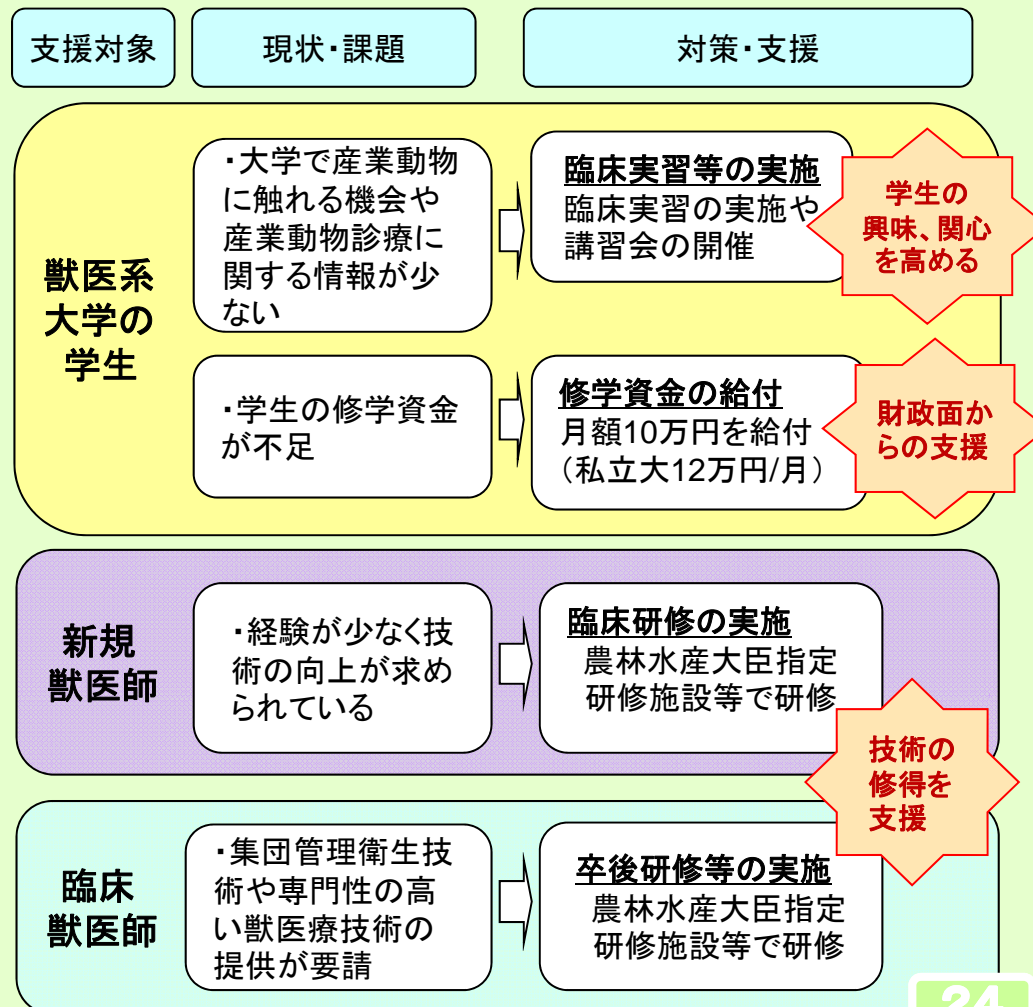 支援対象
現状・課題
対策・支援
獣医系
大学の
学生
・大学で産業動物
に触れる機会や
産業動物診療に
関する情報が少
ない
臨床実習等の実施
臨床実習の実施や
講習会の開催
学生の
興味、関心
を高める
・学生の修学資金
が不足
修学資金の給付
月額10万円を給付
(私立大12万円/月)
財政面か
らの支援
新規
獣医師
・経験が少なく技
術の向上が求め
られている
臨床研修の実施
農林水産大臣指定
研修施設等で研修
技術の
修得を
支援
臨床
獣医師
・集団管理衛生技
術や専門性の高
い獣医療技術の
提供が要請
卒後研修等の実施
農林水産大臣指定
研修施設等で研修
24